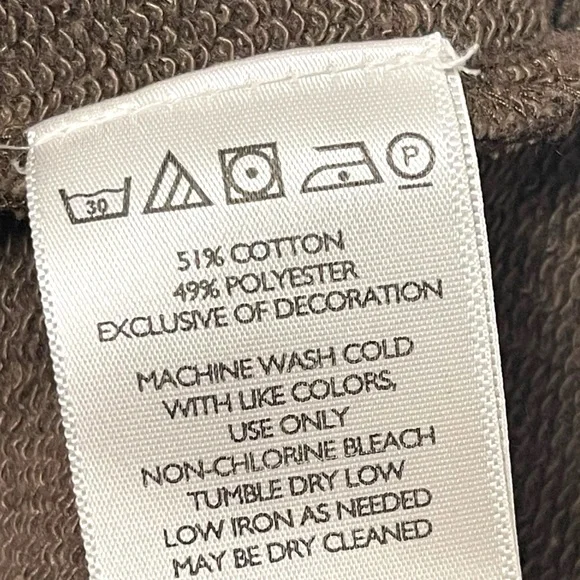 30 P
51% COTTON
49% POLYESTER
EXCLUSIVE OF DECORATION
MACHINE WASH COLD
WITH LIKE COLORS,
USE ONLY
NON-CHLORINE BLEACH
TUMBLE DRY LOW
LOW IRON AS NEEDED
MAY BE DRY CLEANED